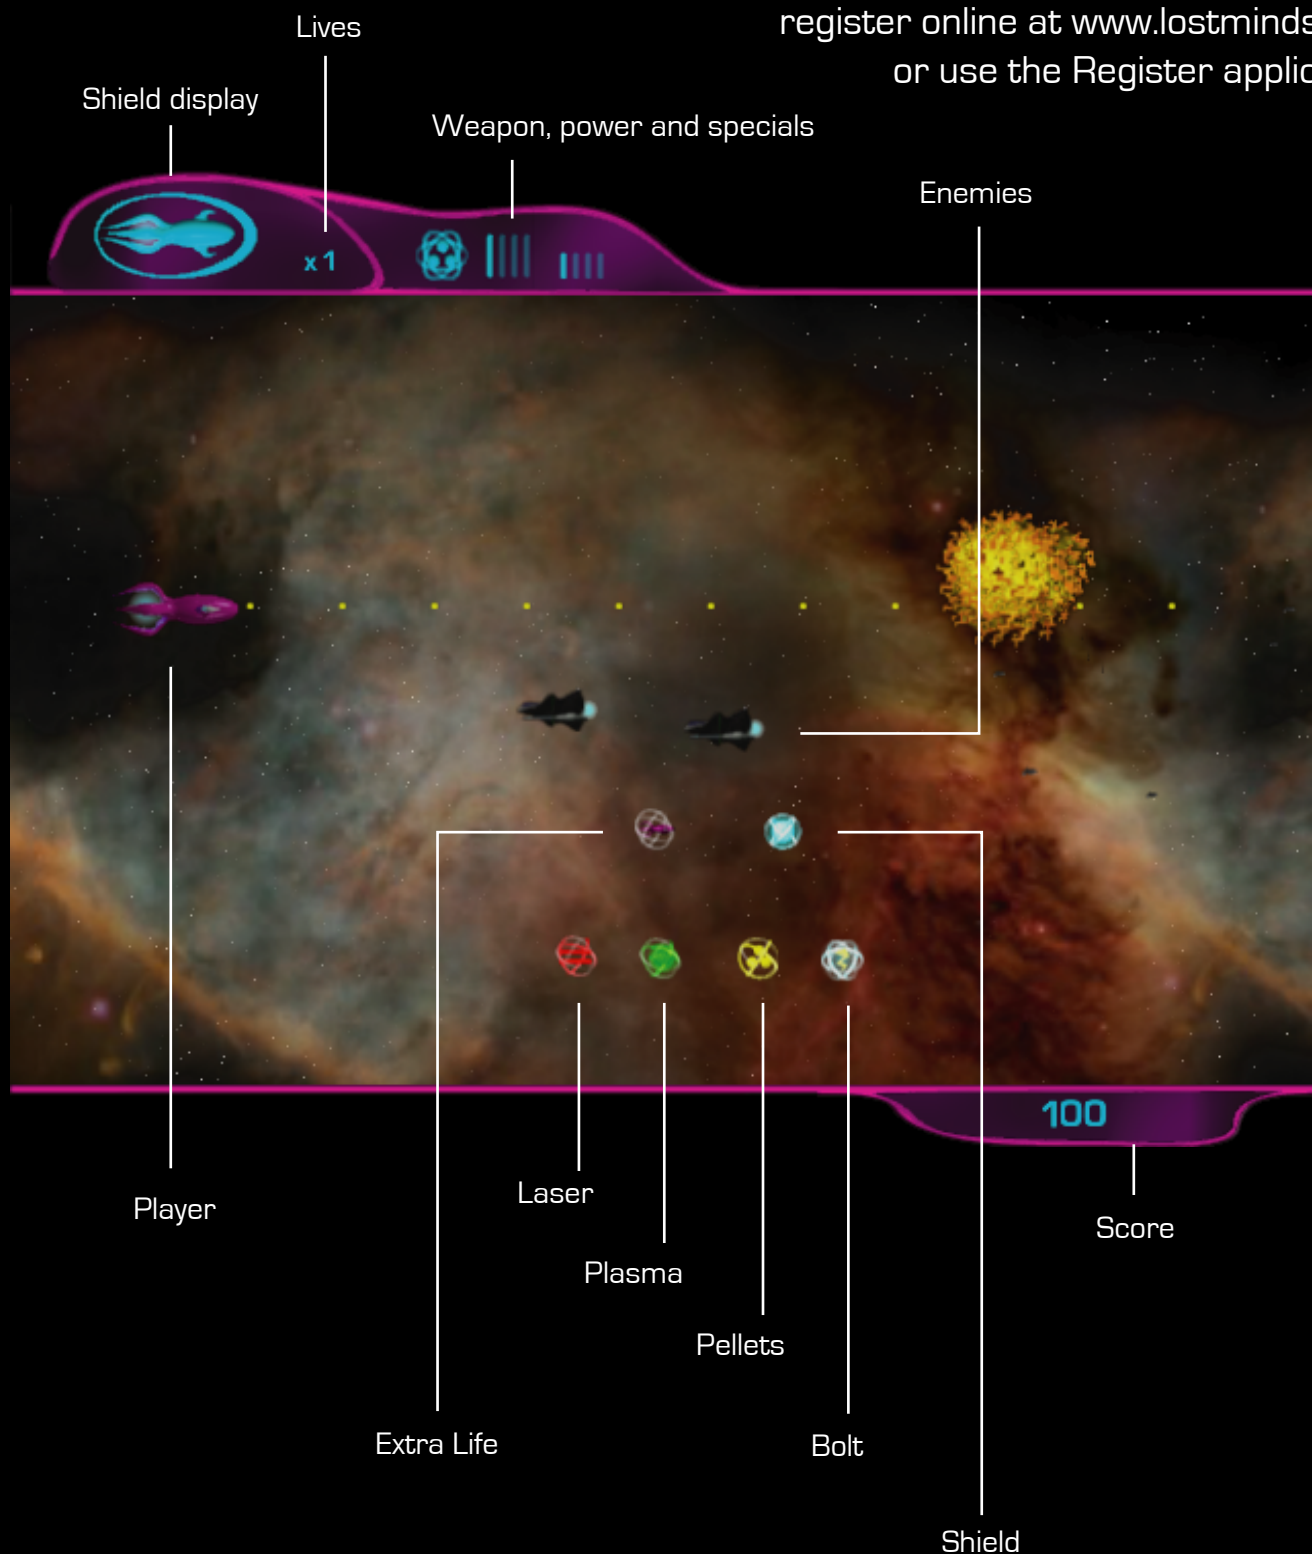 register online at www.lostminds
or use the Register applic
Lives
Shield display
Weapon, power and specials
Enemies
x1
100
Laser
Player
Score
Plasma
Pellets
Extra Life
Bolt
Shield